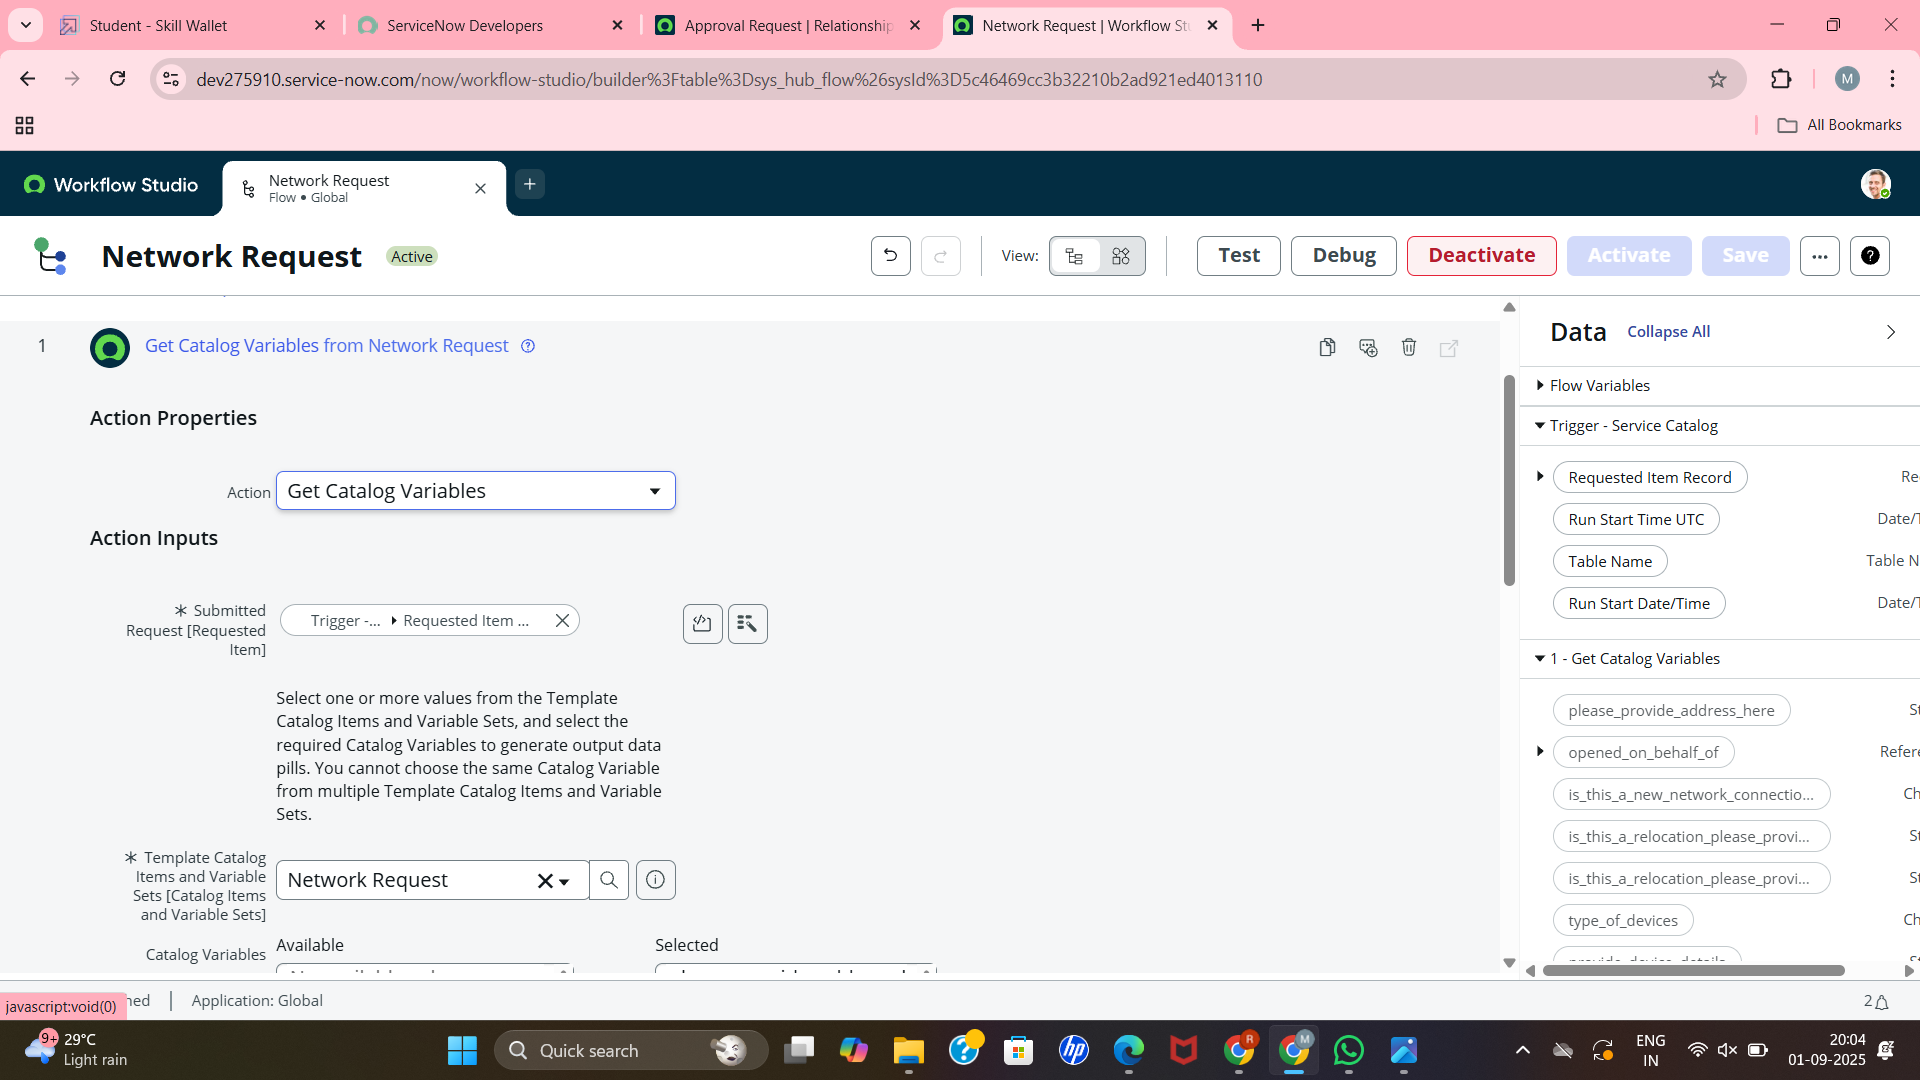 Student - Skill Wallet
ServiceNow Developers
Approval Request | Relationship
Network Request | Workflow Stu
dev275910.service-now.com/now/workflow-studio/builder%3Ftable%3Dsys_hub_flow%26sysId%3D5c46469cc3b32210b2ad921ed4013110
M
All Bookmarks
Workflow Studio
Network Request
Flow • Global
Network Request
Active
View:
Test
Debug
Deactivate
Activate
Save
1
Get Catalog Variables from Network Request
Action Properties
Action
Get Catalog Variables
Action Inputs
Submitted
Request [Requested
Item]
Trigger -... Requested Item ...
Select one or more values from the Template
Catalog Items and Variable Sets, and select the
required Catalog Variables to generate output data
pills. You cannot choose the same Catalog Variable
from multiple Template Catalog Items and Variable
Sets.
Template Catalog
Items and Variable
Sets [Catalog Items
and Variable Sets]
Network Request
Catalog Variables
Available
Selected
Data
Collapse All
Flow Variables
Trigger - Service Catalog
Requested Item Record
Re
Run Start Time UTC
Date/T
Table Name
Table N
Run Start Date/Time
Date/T
1 - Get Catalog Variables
please_provide_address_here
St
opened_on_behalf_of
Refere
is_this_a_new_network_connectio...
Ch
is_this_a_relocation_please_provi...
St
is_this_a_relocation_please_provi...
St
type_of_devices
Ch
javascript:void(0)
ned
Application: Global
2
9+
29°C
Light rain
Quick search
hp
R
M
ENG
IN
20:04
01-09-2025